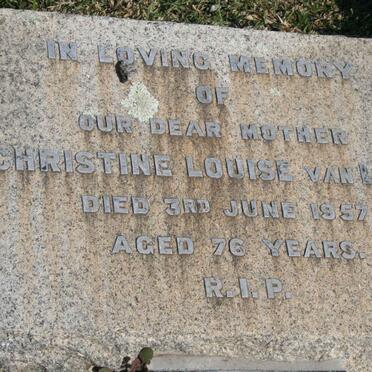 IN LOVING MEMORY
OF
OUR DEAR MOTHER
CHRISTINE LOUISE VAN
DIED 3RD JUNE 1957
AGED 76 YEARS.
R.I.P.